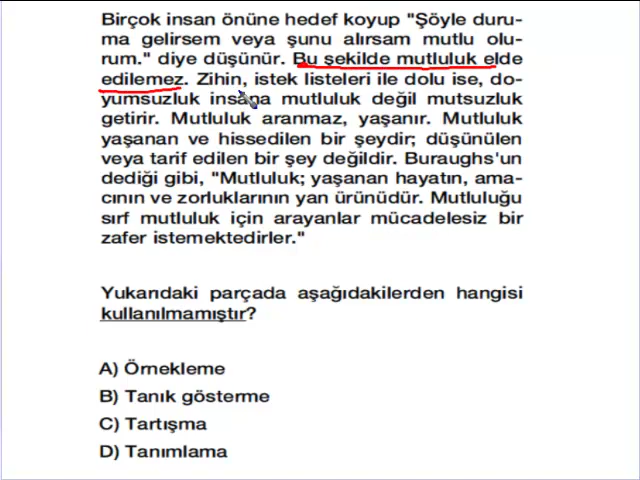 Birçok insan önüne hedef koyup "Şöyle duru-
ma gelirsem veya şunu alırsam mutlu olu-
rum." diye düşünür. Bu şekilde mutluluk elde
edilemez. Zihin, istek listeleri ile dolu ise, do-
yumsuzluk insana mutluluk değil mutsuzluk
getirir. Mutluluk aranmaz, yaşanır. Mutluluk
yaşanan ve hissedilen bir şeydir; düşünülen
veya tarif edilen bir şey değildir. Buraughs'un
dediği gibi, "Mutluluk; yaşanan hayatın, ama-
cının ve zorluklarının yan ürünüdür. Mutluluğu
sırf mutluluk için arayanlar mücadelesiz bir
zafer istemektedirler."
Yukarıdaki parçada aşağıdakilerden hangisi
kullanılmamıştır?
A) Örnekleme
B) Tanık gösterme
C) Tartışma
D) Tanımlama